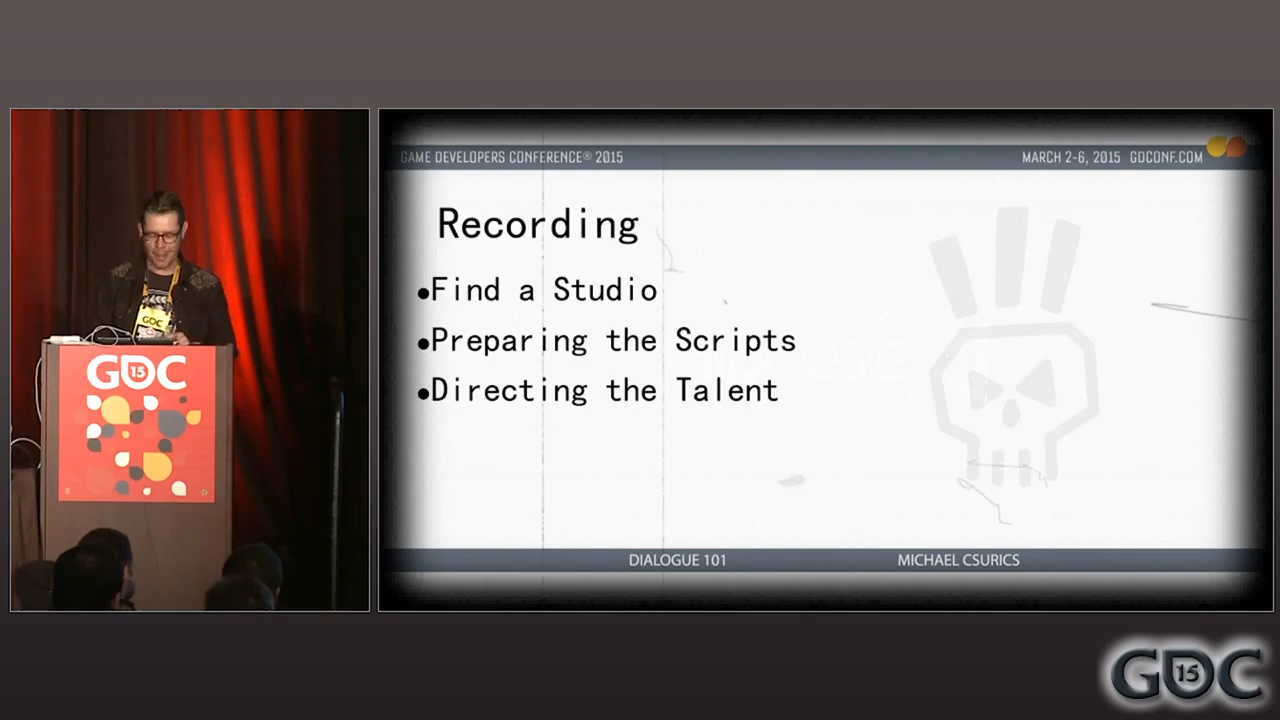 GAME DEVELOPERS CONFERENCE® 2015
MARCH 2-6, 2015 GDCONF.COM
Recording
•Find a Studio
•Preparing the Scripts
•Directing the Talent
DIALOGUE 101
MICHAEL CSURICS
GDC
GDC 15
GDC 15